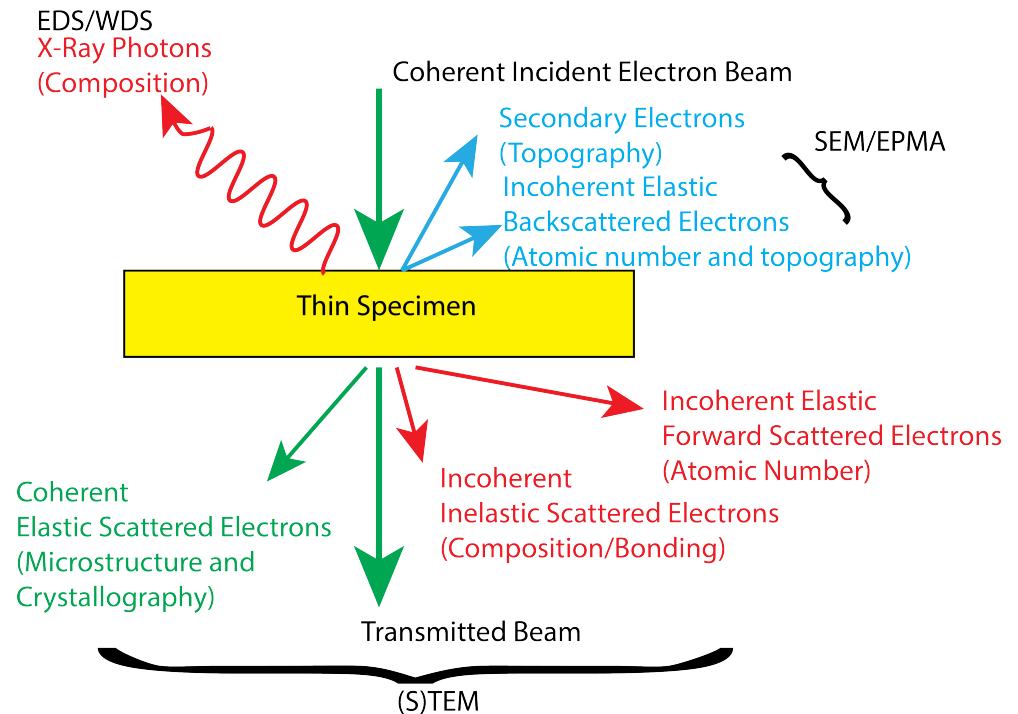 EDS/WDS
X-Ray Photons
(Composition)
Coherent Incident Electron Beam
Secondary Electrons
(Topography)
Incoherent Elastic
Backscattered Electrons
(Atomic number and topography)
SEM/EPMA
Thin Specimen
Incoherent Elastic
Forward Scattered Electrons
(Atomic Number)
Incoherent
Inelastic Scattered Electrons
(Composition/Bonding)
Coherent
Elastic Scattered Electrons
(Microstructure and
Crystallography)
Transmitted Beam
(S)TEM